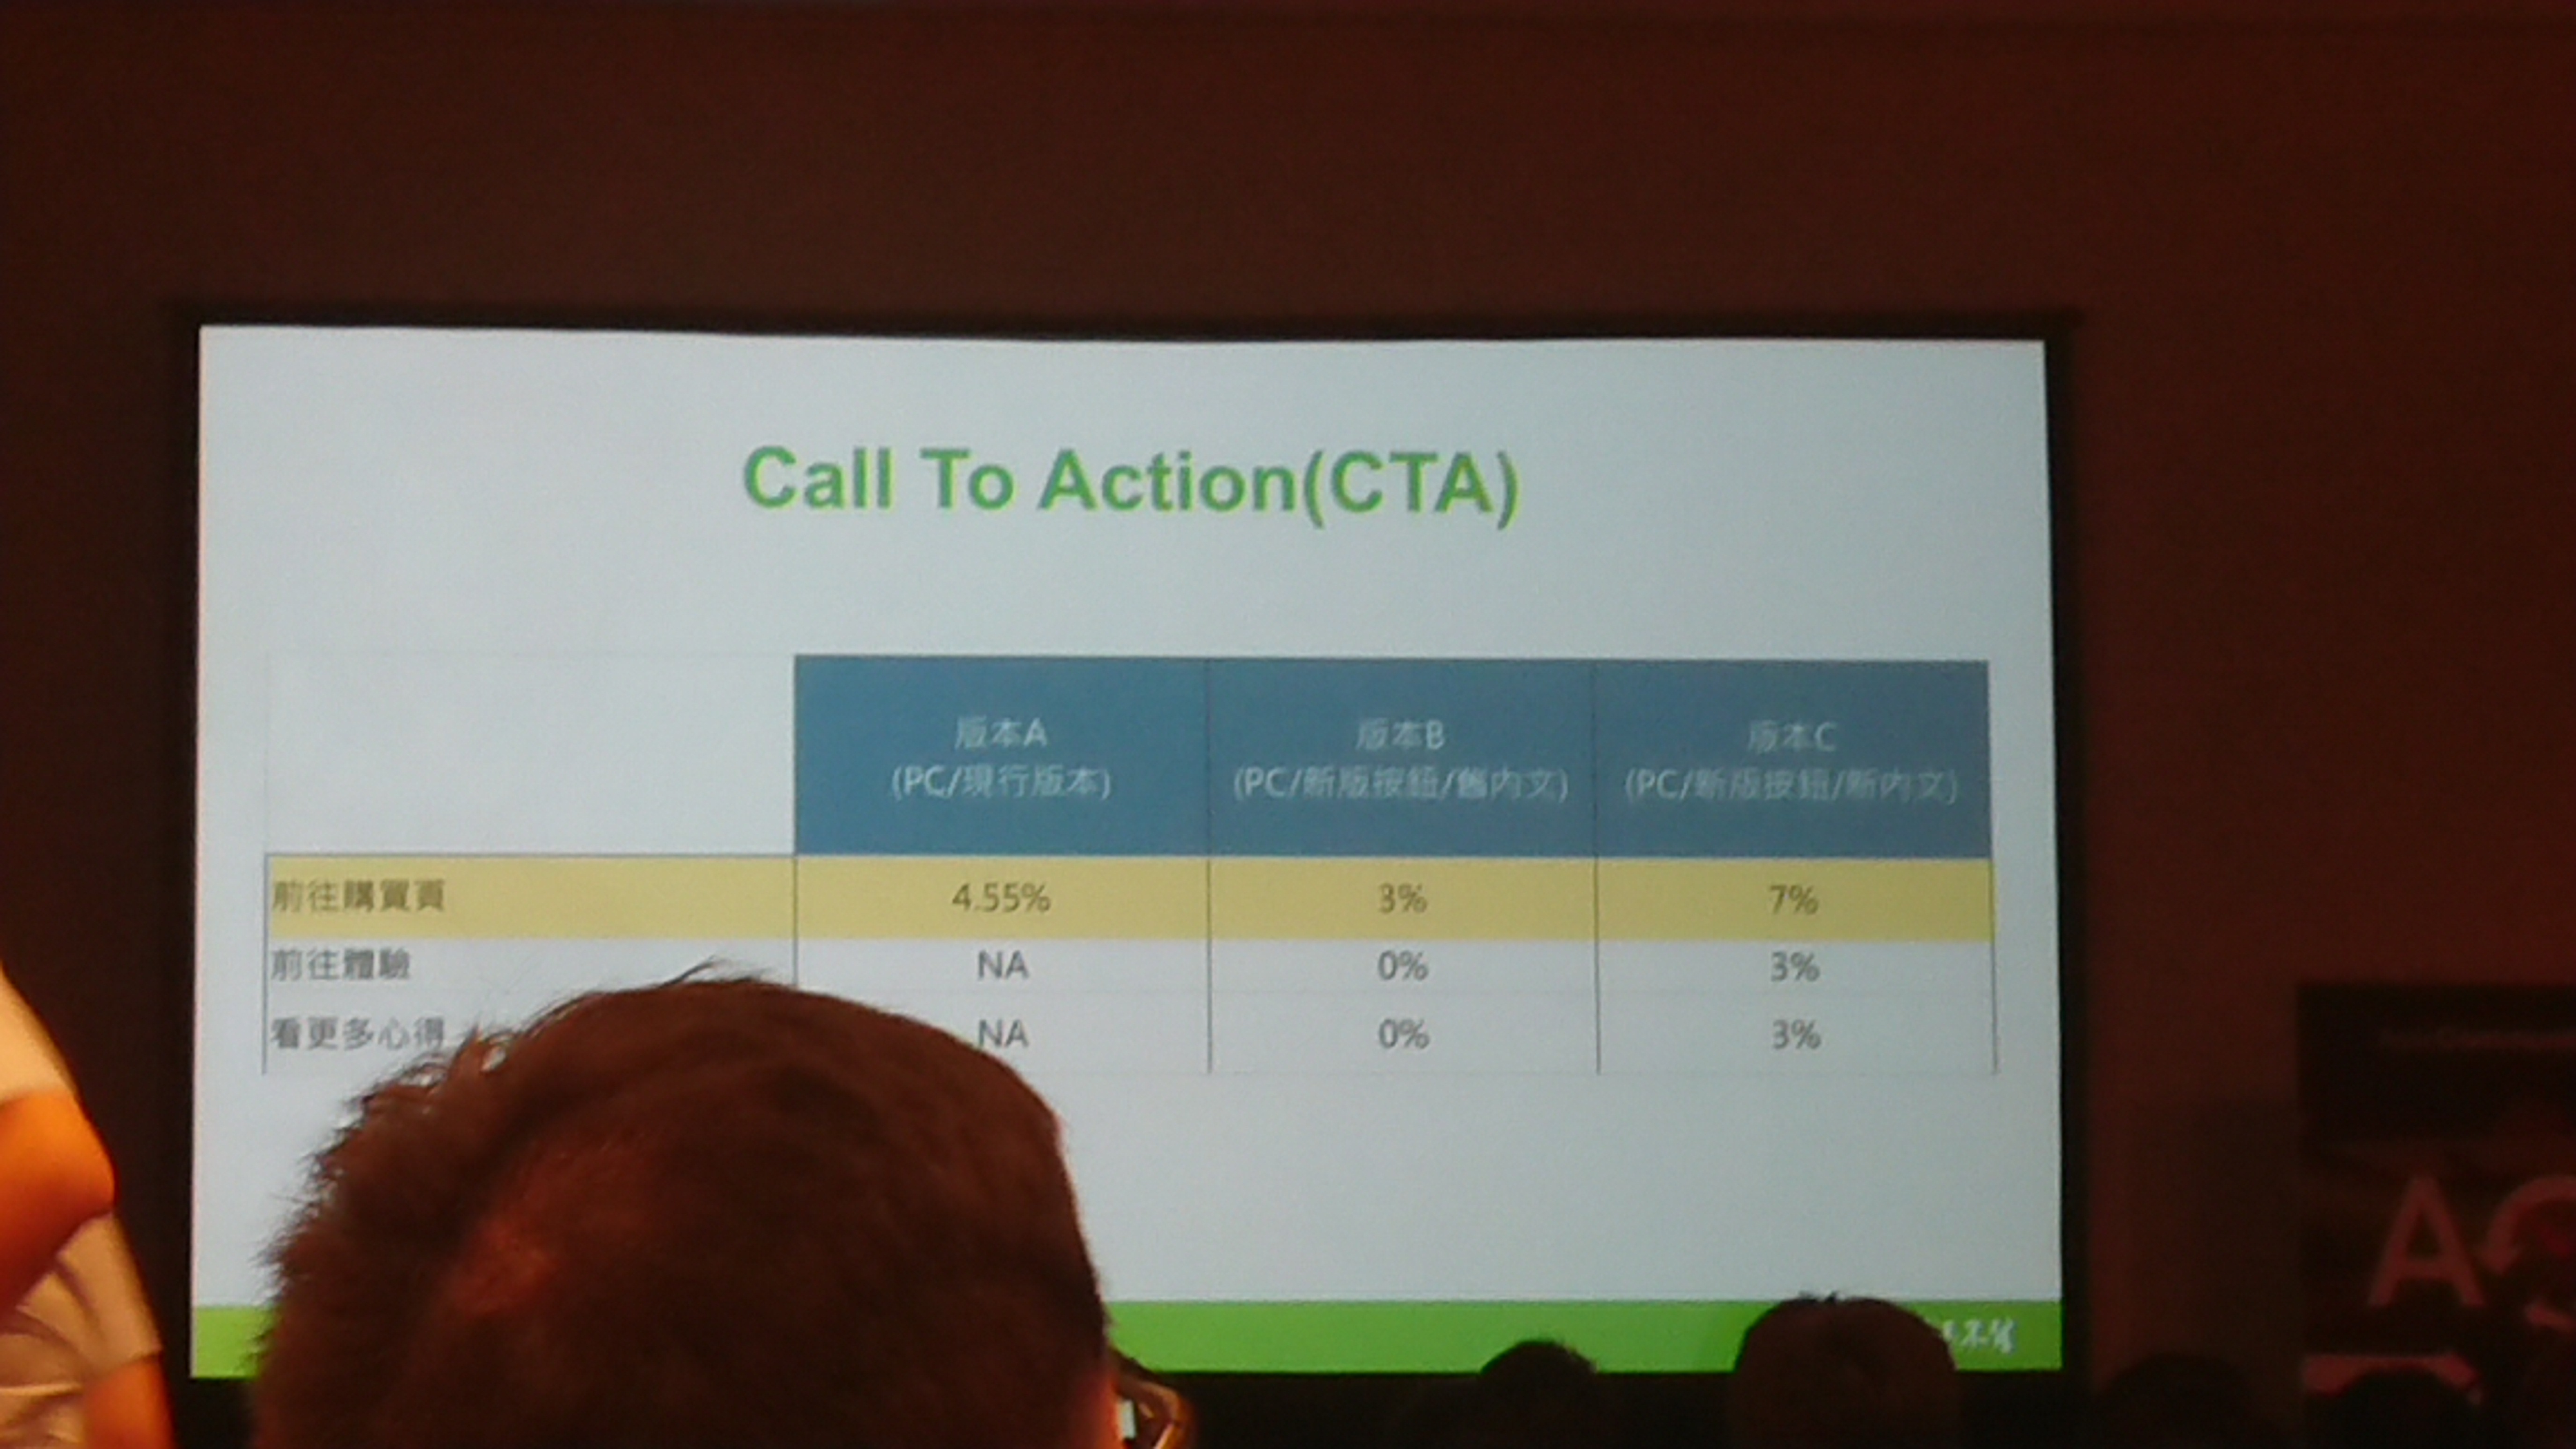 Call To Action(CTA)
版本A
(PC/現行版本)
版本B
(PC/新版按鈕/舊內文)
版本C
(PC/新版按鈕/新內文)
前往購買頁 4.55% 3% 7%
前往體驗 NA 0% 3%
看更多心得 NA 0% 3%
A